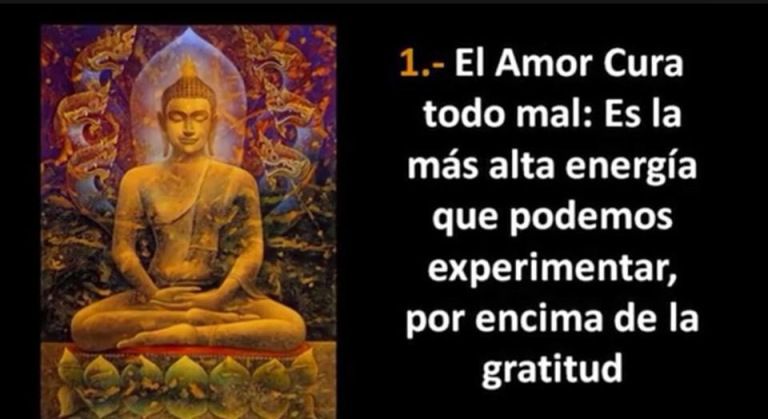 1.- El Amor Cura
todo mal: Es la
más alta energía
que podemos
experimentar,
por encima de la
gratitud